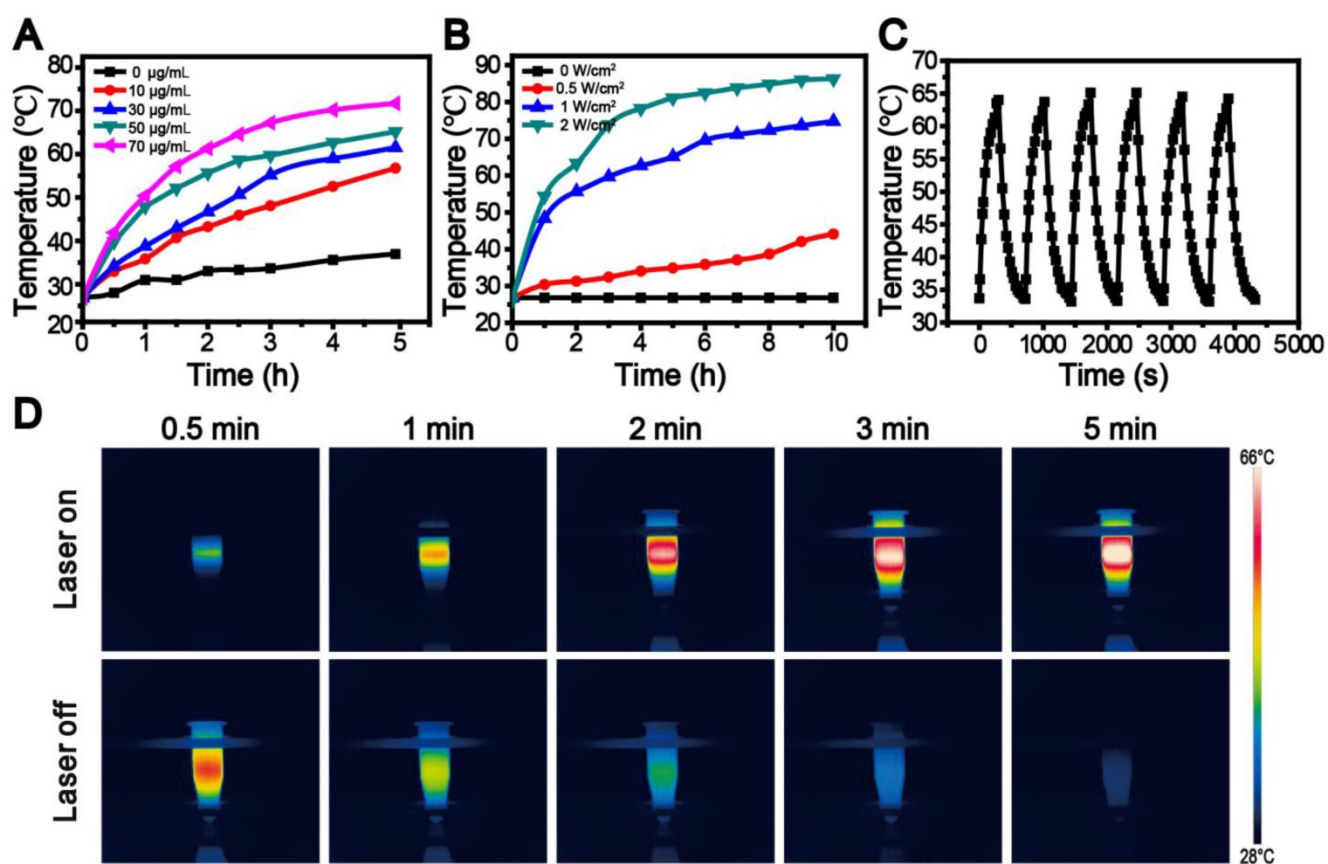 A
Temperature (°C)
80
70
60
50
40
30
20
0 µg/mL
10 µg/mL
30 µg/mL
50 µg/mL
70 µg/mL
0 1 2 3 4 5
Time (h)
B
Temperature (°C)
90
80
70
60
50
40
30
20
0 W/cm²
0.5 W/cm²
1 W/cm²
2 W/cm²
0 2 4 6 8 10
Time (h)
C
Temperature (°C)
70
65
60
55
50
45
40
35
30
0 1000 2000 3000 4000 5000
Time (s)
D
0.5 min 1 min 2 min 3 min 5 min
Laser on
Laser off
66°C
28°C